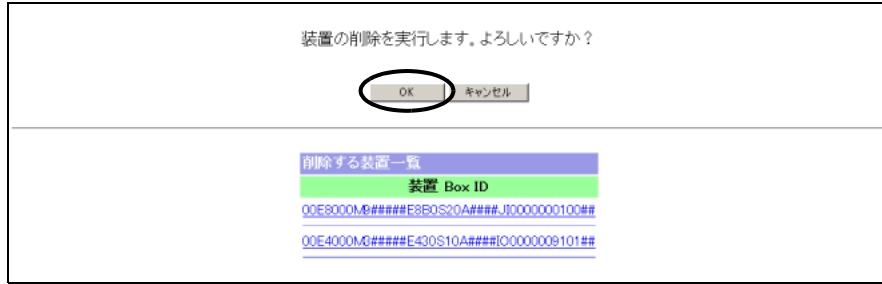 装置の削除を実行します。よろしいですか？
OK キャンセル
削除する装置一覧
装置 Box ID
00E8000M9#####E8B0S20A####JI0000000100##
00E4000M3#####E430S10A####IO0000009101##